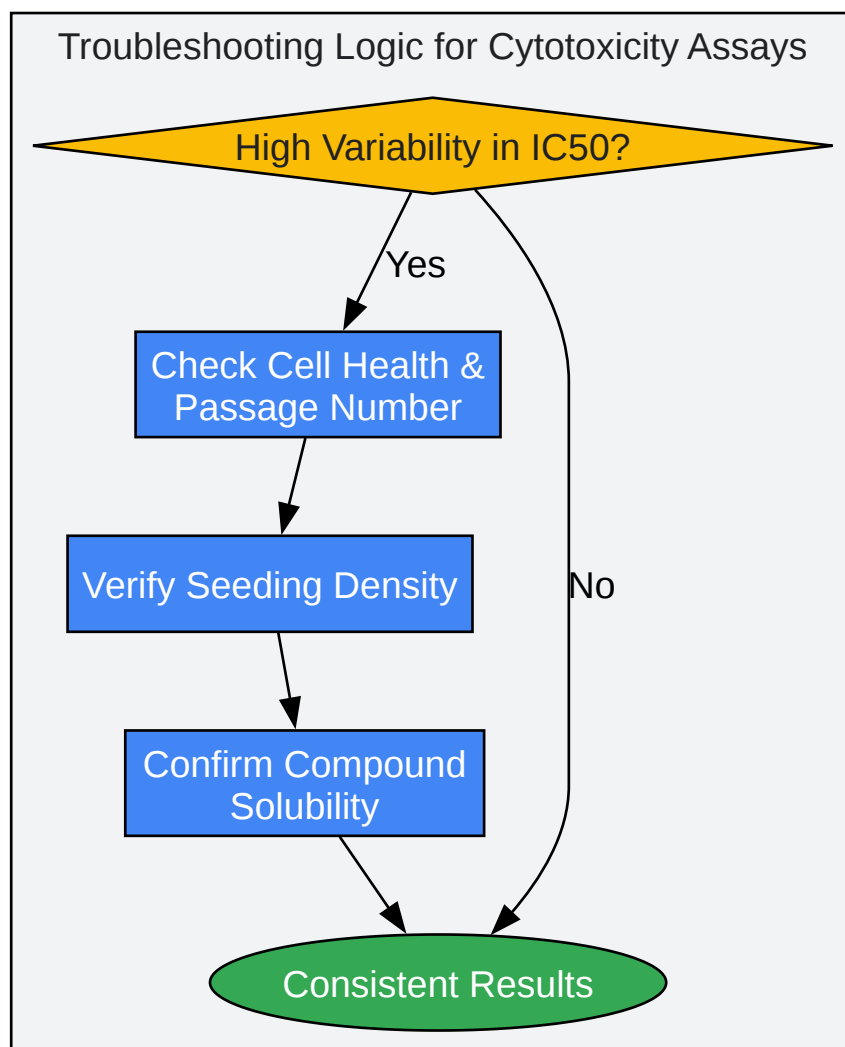 Troubleshooting Logic for Cytotoxicity Assays
High Variability in IC50?
Yes
Check Cell Health &
Passage Number
Verify Seeding Density
No
Confirm Compound
Solubility
Consistent Results